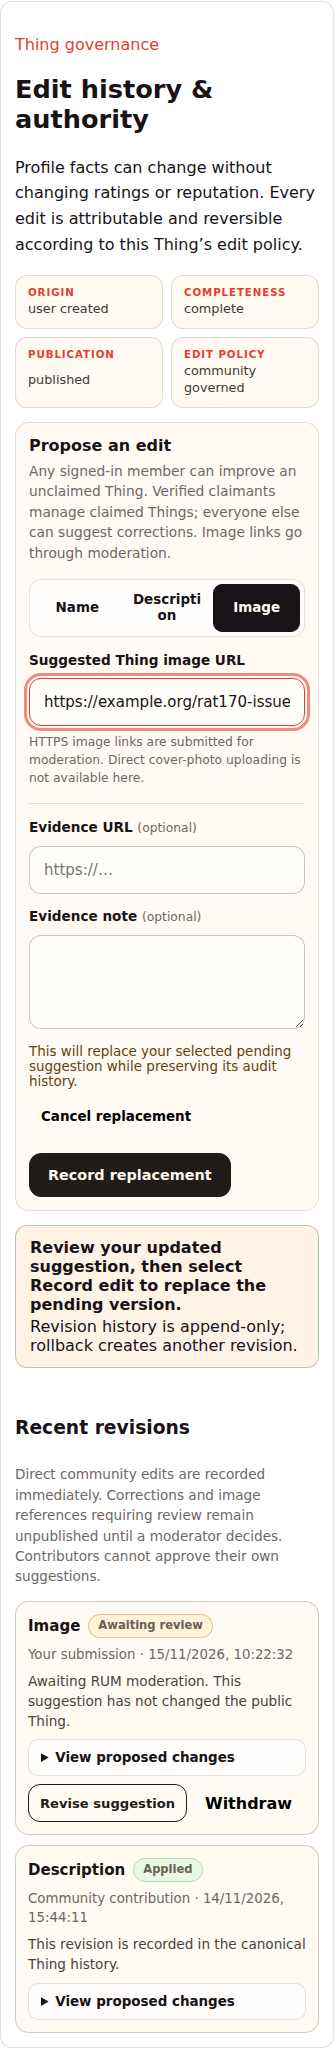 Thing governance
Edit history &
authority
Profile facts can change without
changing ratings or reputation. Every
edit is attributable and reversible
according to this Thing’s edit policy.
ORIGIN
user created
COMPLETENESS
complete
PUBLICATION
published
EDIT POLICY
community
governed
Propose an edit
Any signed-in member can improve an
unclaimed Thing. Verified claimants
manage claimed Things; everyone else
can suggest corrections. Image links go
through moderation.
Name
Descripti
on
Image
Suggested Thing image URL
https://example.org/rat170-issue
HTTPS image links are submitted for
moderation. Direct cover-photo uploading is
not available here.
Evidence URL (optional)
https://...
Evidence note (optional)
This will replace your selected pending
suggestion while preserving its audit
history.
Cancel replacement
Record replacement
Review your updated
suggestion, then select
Record edit to replace the
pending version.
Revision history is append-only;
rollback creates another revision.
Recent revisions
Direct community edits are recorded
immediately. Corrections and image
references requiring review remain
unpublished until a moderator decides.
Contributors cannot approve their own
suggestions.
Image Awaiting review
Your submission · 15/11/2026, 10:22:32
Awaiting RUM moderation. This
suggestion has not changed the public
Thing.
▶ View proposed changes
Revise suggestion Withdraw
Description Applied
Community contribution · 14/11/2026,
15:44:11
This revision is recorded in the canonical
Thing history.
▶ View proposed changes